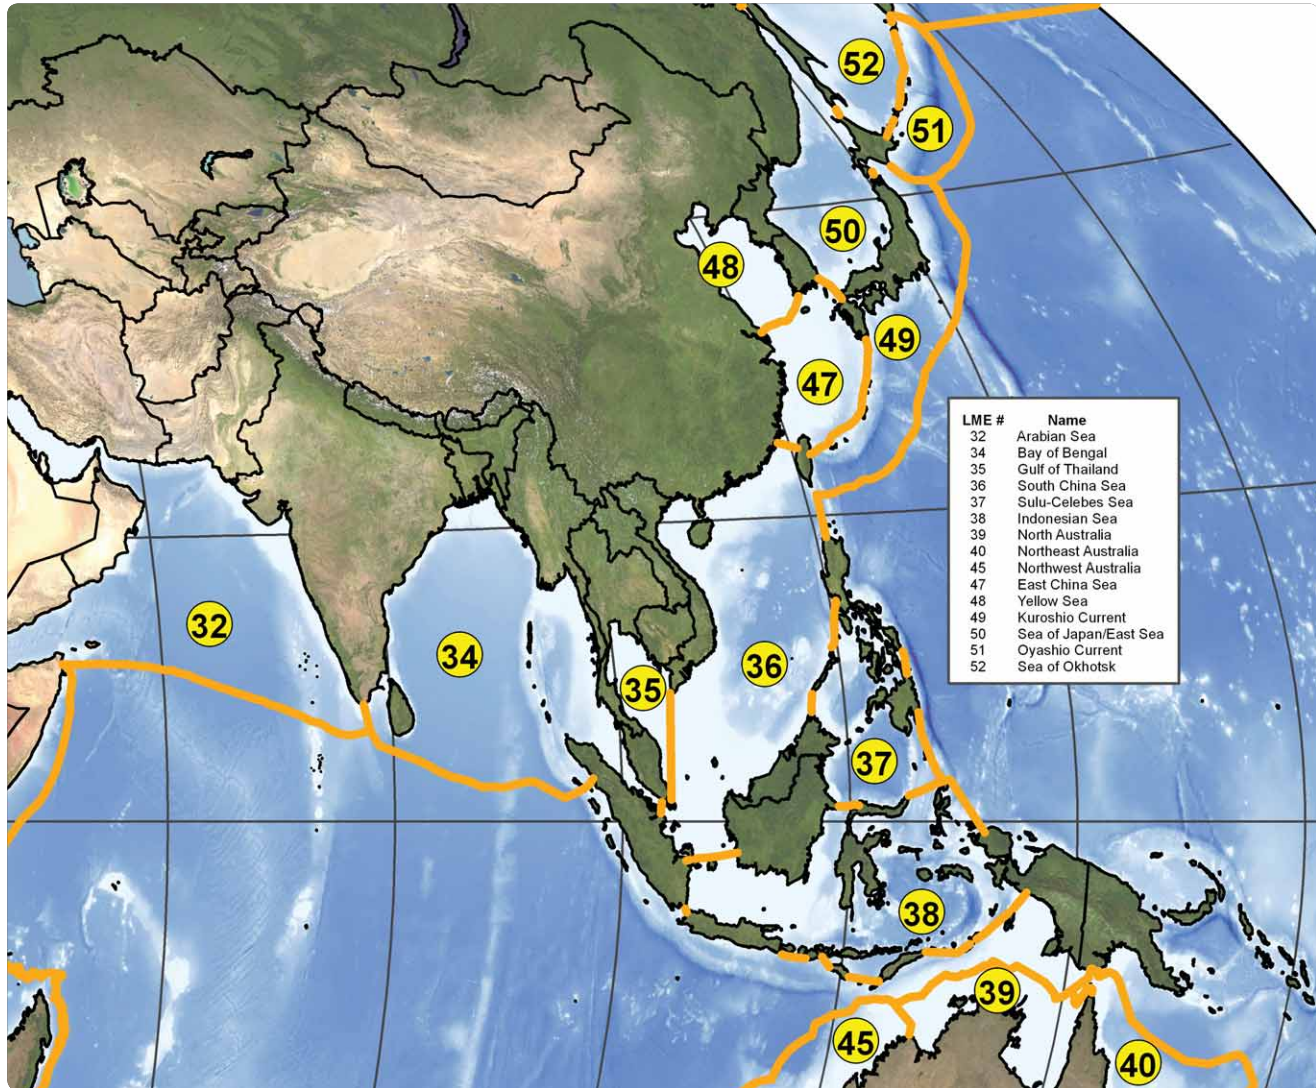 52
51
50
48
49
47
LME # Name
32 Arabian Sea
34 Bay of Bengal
35 Gulf of Thailand
36 South China Sea
37 Sulu-Celebes Sea
38 Indonesian Sea
39 North Australia
40 Northeast Australia
45 Northwest Australia
47 East China Sea
48 Yellow Sea
49 Kuroshio Current
50 Sea of Japan/East Sea
51 Oyashio Current
52 Sea of Okhotsk
32
34
36
35
37
38
39
45
40